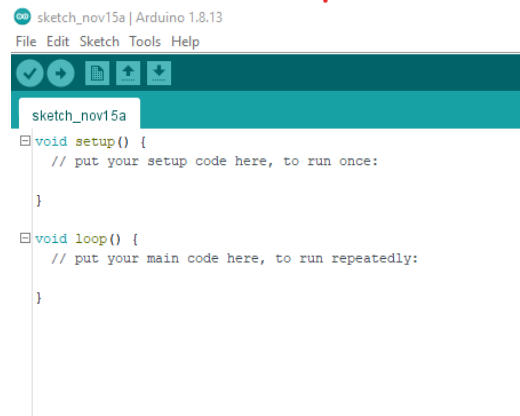 sketch_nov15a | Arduino 1.8.13
File Edit Sketch Tools Help
sketch_nov15a
void setup() {
// put your setup code here, to run once:
}
void loop() {
// put your main code here, to run repeatedly:
}